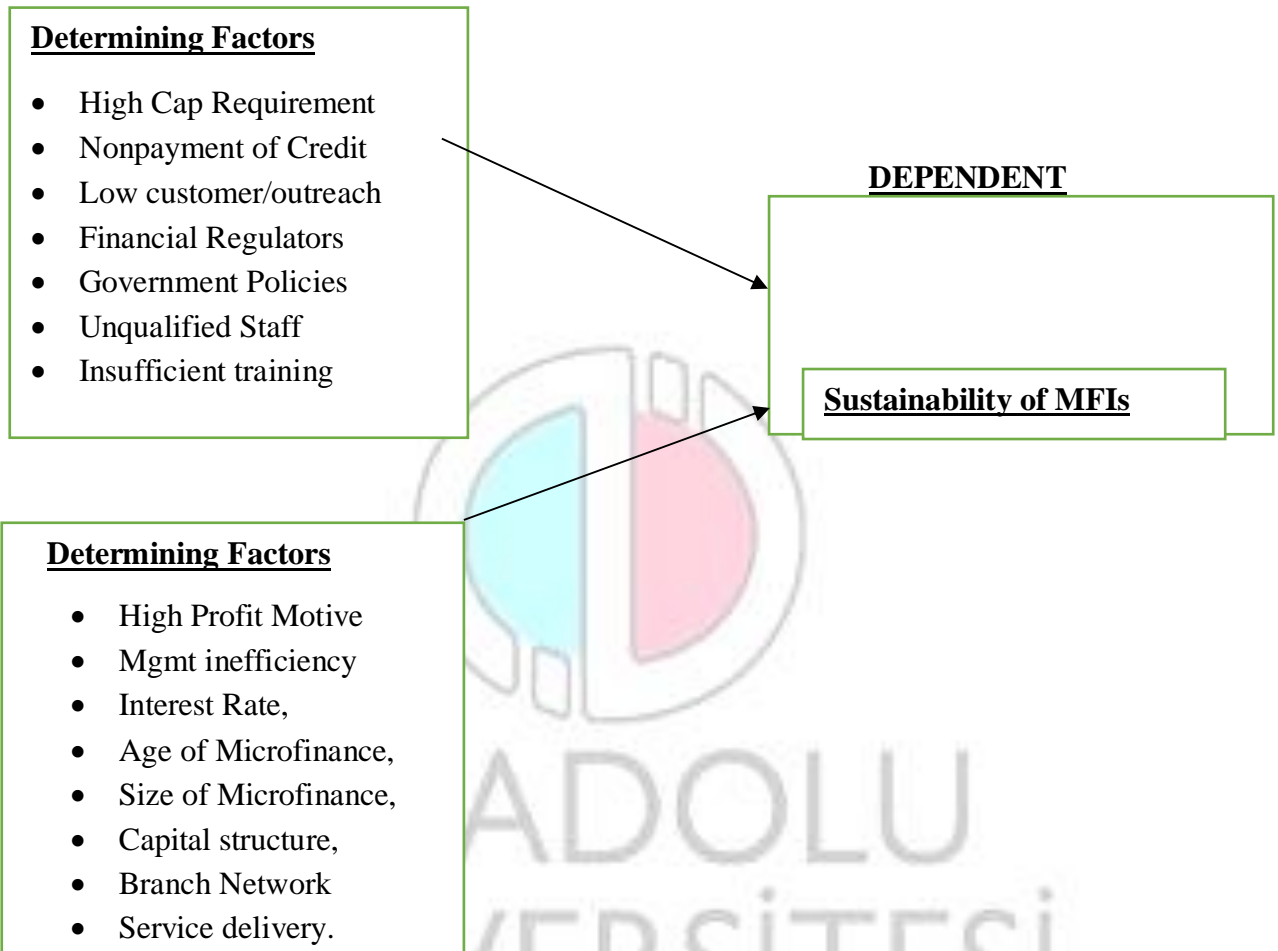 Determining Factors
• High Cap Requirement
• Nonpayment of Credit
• Low customer/outreach
• Financial Regulators
• Government Policies
• Unqualified Staff
• Insufficient training
DEPENDENT
Sustainability of MFIs
Determining Factors
• High Profit Motive
• Mgmt inefficiency
• Interest Rate,
• Age of Microfinance,
• Size of Microfinance,
• Capital structure,
• Branch Network
• Service delivery.
ADOLU
VERSİTESİ